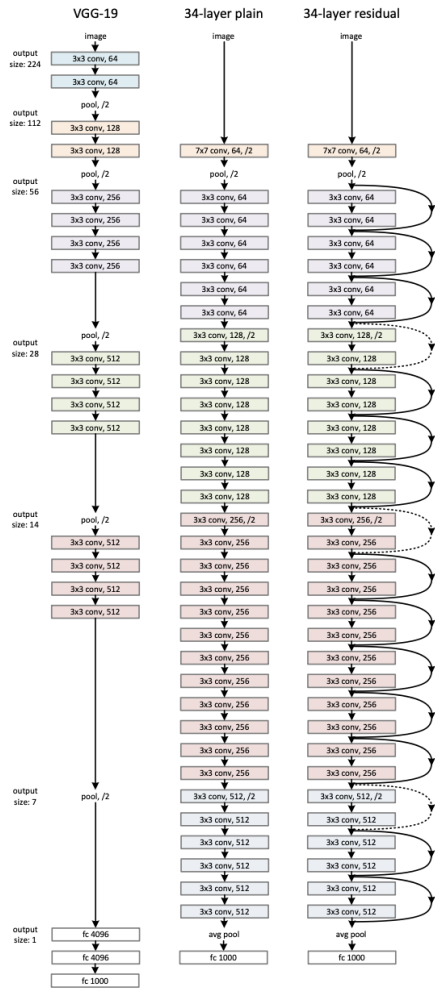 VGG-19
image
output
size: 224
3x3 conv, 64
3x3 conv, 64
pool, /2
output
size: 112
3x3 conv, 128
3x3 conv, 128
pool, /2
output
size: 56
3x3 conv, 256
3x3 conv, 256
3x3 conv, 256
3x3 conv, 256
output
size: 28
pool, /2
3x3 conv, 512
3x3 conv, 512
3x3 conv, 512
3x3 conv, 512
output
size: 14
pool, /2
3x3 conv, 512
3x3 conv, 512
3x3 conv, 512
3x3 conv, 512
output
size: 7
pool, /2
output
size: 1
fc 4096
fc 4096
fc 1000
34-layer plain
image
7x7 conv, 64, /2
pool, /2
3x3 conv, 64
3x3 conv, 64
3x3 conv, 64
3x3 conv, 64
3x3 conv, 64
3x3 conv, 64
3x3 conv, 128, /2
3x3 conv, 128
3x3 conv, 128
3x3 conv, 128
3x3 conv, 128
3x3 conv, 128
3x3 conv, 128
3x3 conv, 128
3x3 conv, 256, /2
3x3 conv, 256
3x3 conv, 256
3x3 conv, 256
3x3 conv, 256
3x3 conv, 256
3x3 conv, 256
3x3 conv, 256
3x3 conv, 256
3x3 conv, 256
3x3 conv, 256
3x3 conv, 256
3x3 conv, 512, /2
3x3 conv, 512
3x3 conv, 512
3x3 conv, 512
3x3 conv, 512
3x3 conv, 512
avg pool
fc 1000
34-layer residual
image
7x7 conv, 64, /2
pool, /2
3x3 conv, 64
3x3 conv, 64
3x3 conv, 64
3x3 conv, 64
3x3 conv, 64
3x3 conv, 64
3x3 conv, 128, /2
3x3 conv, 128
3x3 conv, 128
3x3 conv, 128
3x3 conv, 128
3x3 conv, 128
3x3 conv, 128
3x3 conv, 128
3x3 conv, 256, /2
3x3 conv, 256
3x3 conv, 256
3x3 conv, 256
3x3 conv, 256
3x3 conv, 256
3x3 conv, 256
3x3 conv, 256
3x3 conv, 256
3x3 conv, 256
3x3 conv, 256
3x3 conv, 256
3x3 conv, 512, /2
3x3 conv, 512
3x3 conv, 512
3x3 conv, 512
3x3 conv, 512
3x3 conv, 512
avg pool
fc 1000